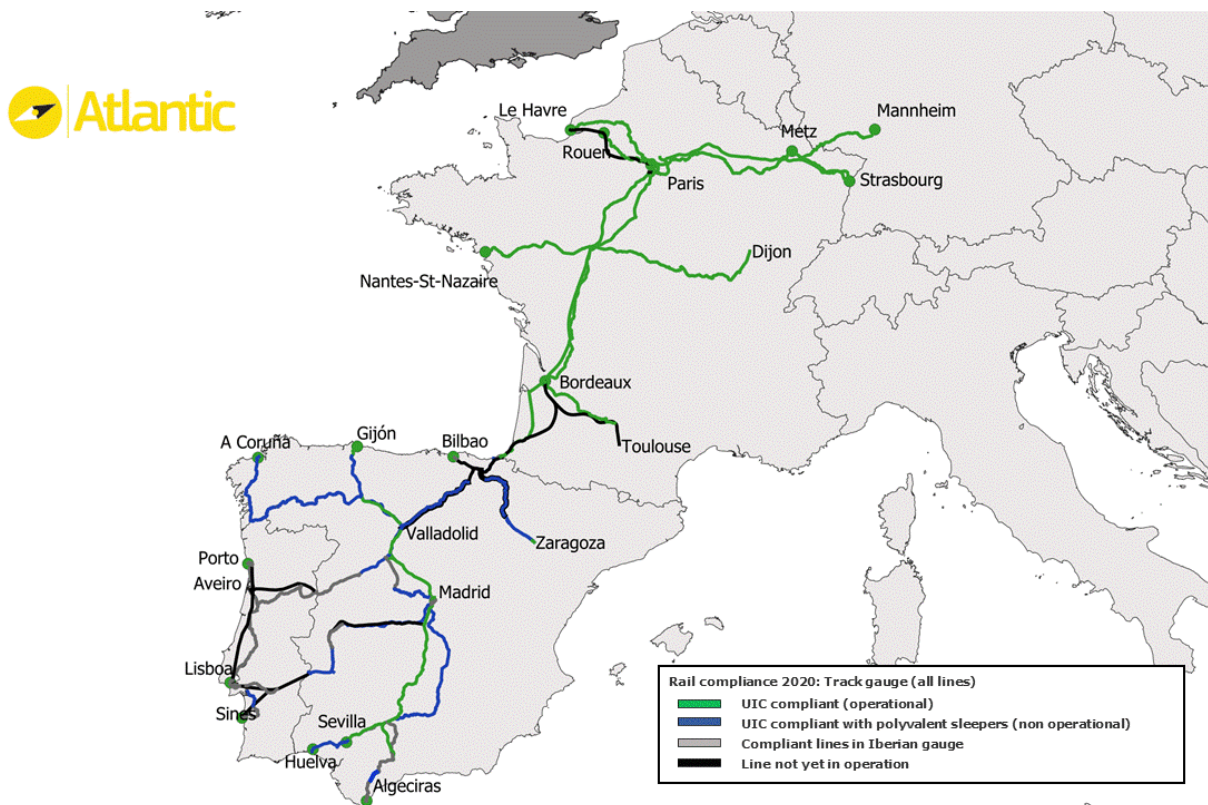 Atlantic
Le Havre
Mannheim
Metz
Rouen
Paris
Strasbourg
Dijon
Nantes-St-Nazaire
Bordeaux
Gijón
A Coruña
Bilbao
Toulouse
Valladolid
Zaragoza
Porto
Aveiro
Madrid
Lisboa
Sines
Sevilla
Huelva
Algeciras
Rail compliance 2020: Track gauge (all lines)
UIC compliant (operational)
UIC compliant with polyvalent sleepers (non operational)
Compliant lines in Iberian gauge
Line not yet in operation